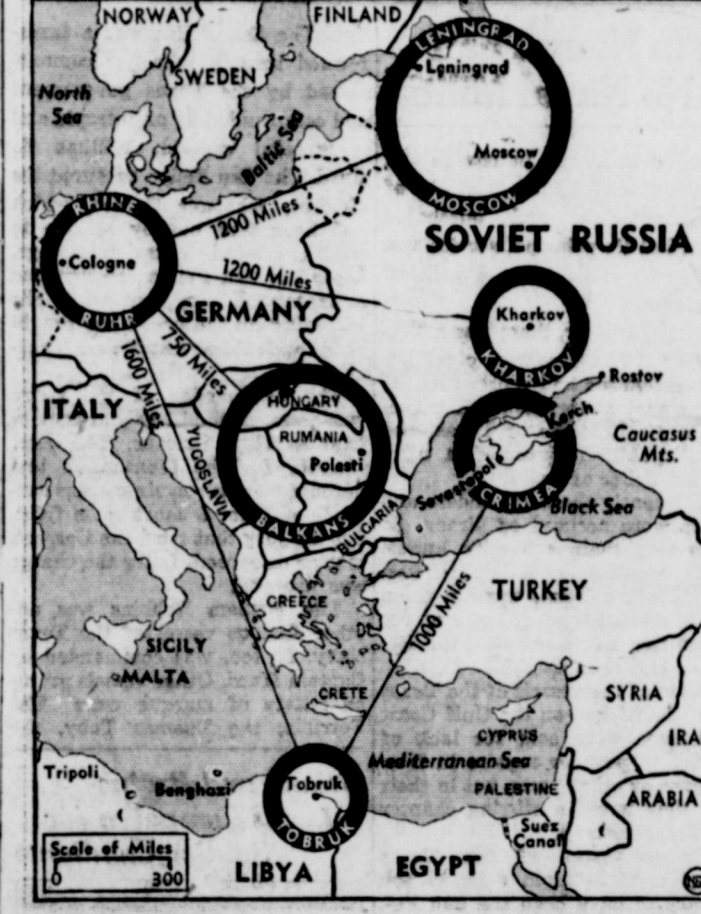 NORWAY
FINLAND
SWEDEN
North
Sea
Baltic Sea
LENINGRAD
Leningrad
Moscow
MOSCOW
1200 Miles
SOVIET RUSSIA
RHINE
Cologne
RUHR
1200 Miles
GERMANY
Kharkov
KHARKOV
750 Miles
1600 Miles
ITALY
HUNGARY
RUMANIA
Polesti
BALKANS
YUGOSLAVIA
BULGARIA
Rostov
Kerch
Caucasus
Mts.
Sevastopol
CRIMEA
Black Sea
GREECE
TURKEY
1000 Miles
SICILY
MALTA
CRETE
CYPRUS
SYRIA
IRA
Mediterranean Sea
Tripoli
Benghazi
Tobruk
TOBRUK
PALESTINE
ARABIA
Suez
Canal
Scale of Miles
0 300
LIBYA
EGYPT